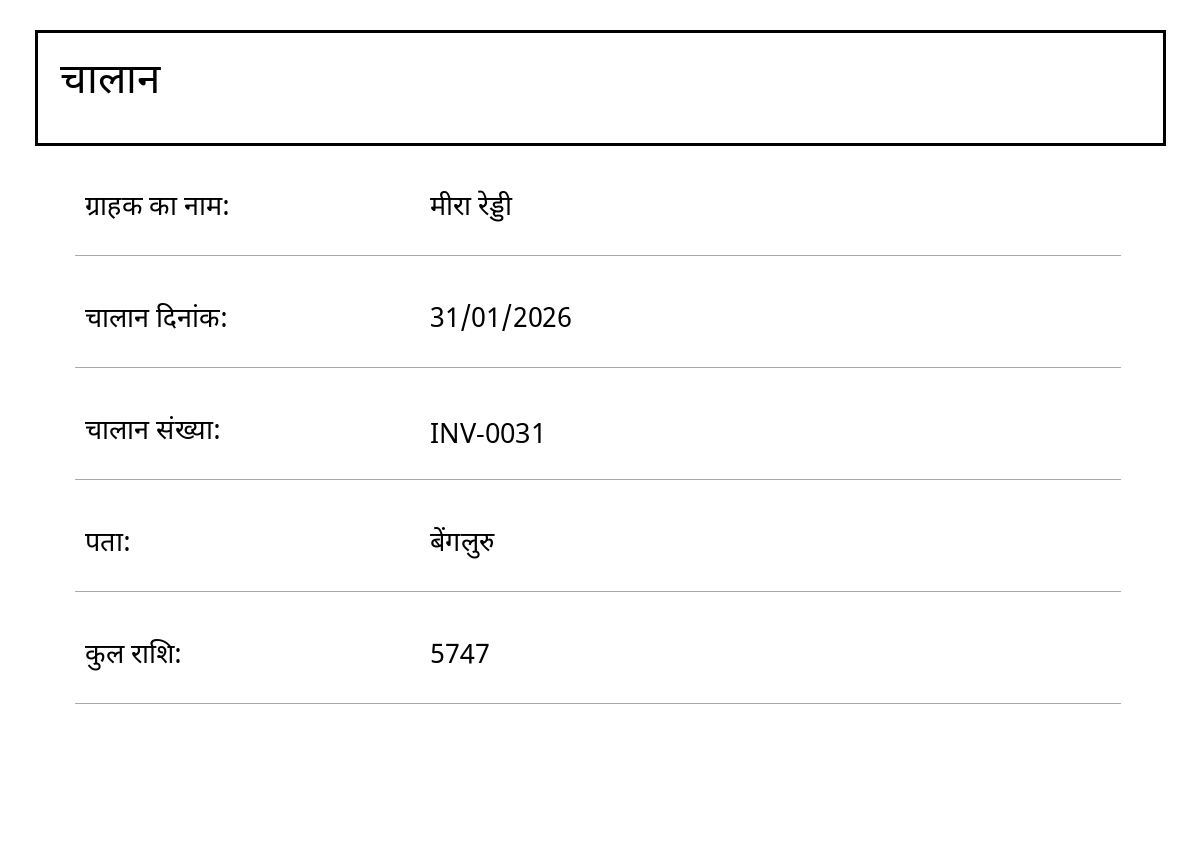 चालान
ग्राहक का नाम: मीरा रेड्डी
चालान दिनांक: 31/01/2026
चालान संख्या: INV-0031
पता: बेंगलुरु
कुल राशि: 5747